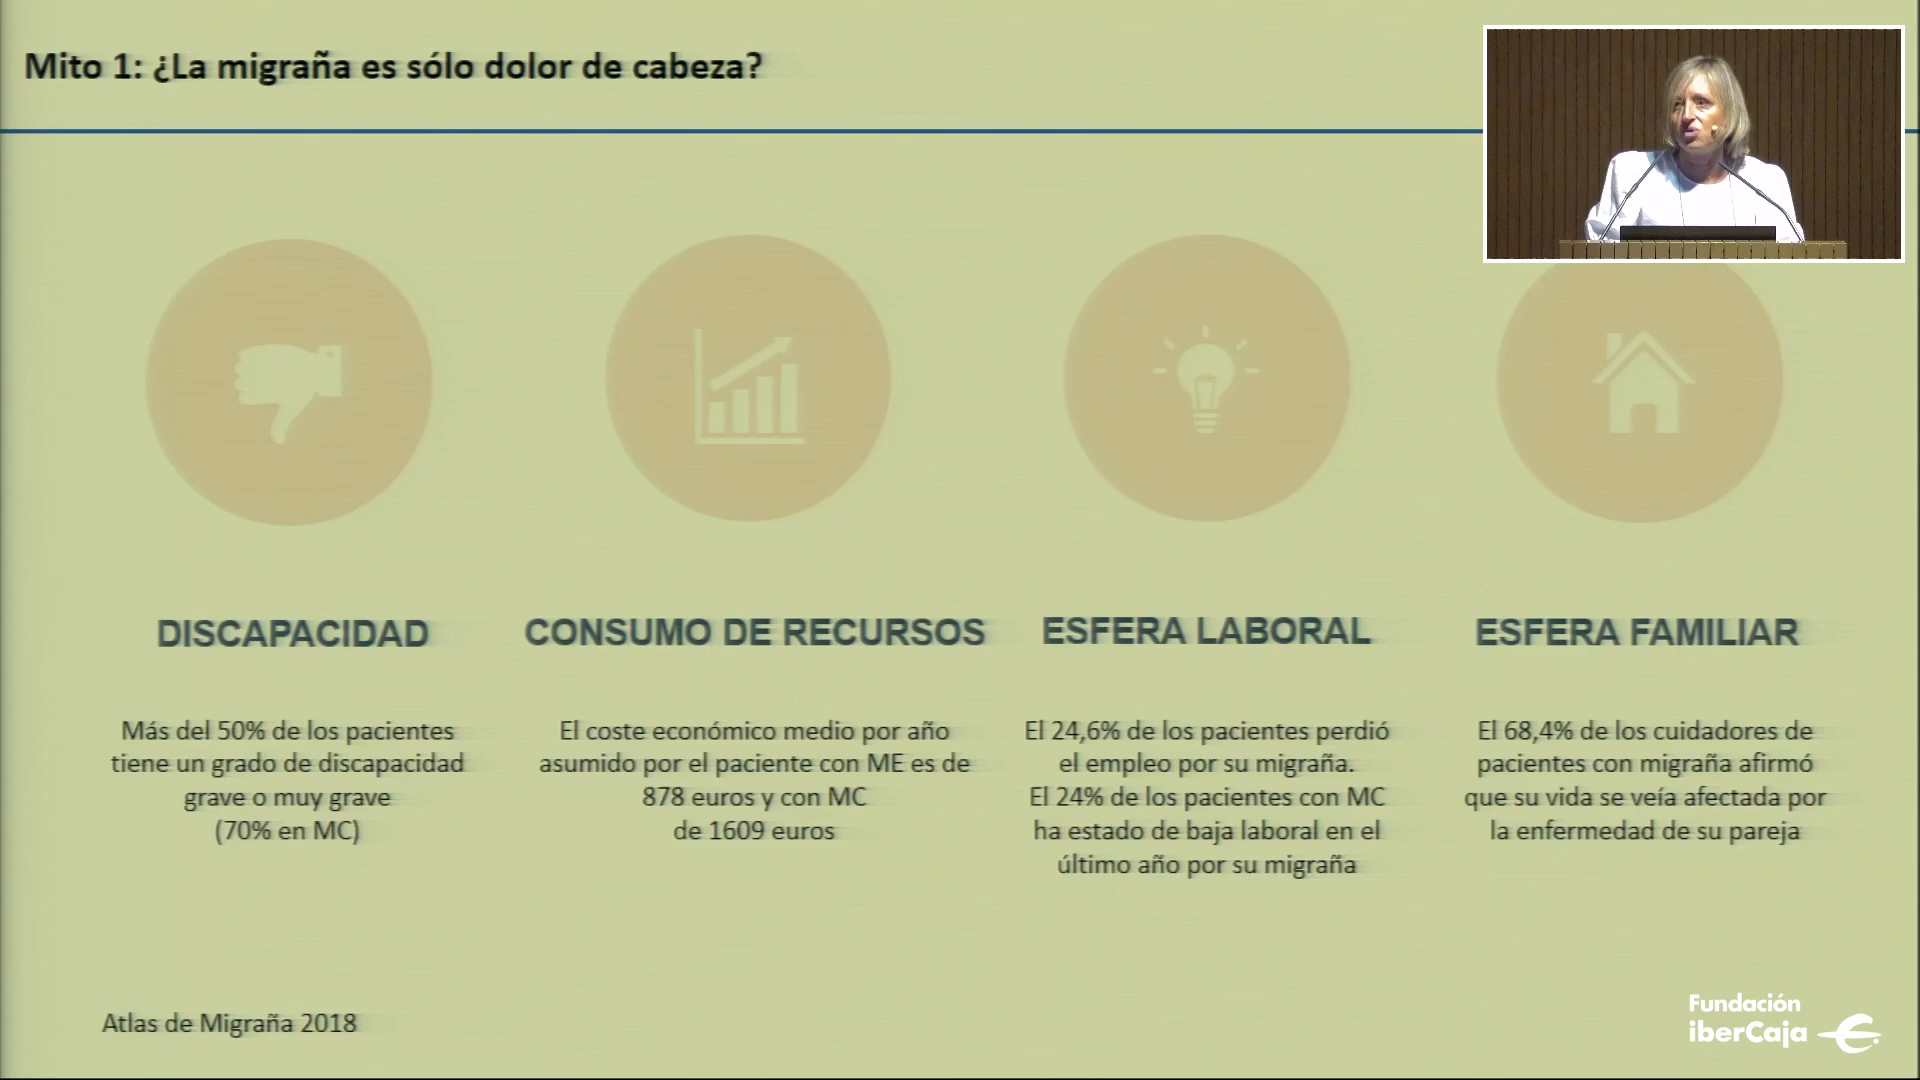 Mito 1: ¿La migraña es sólo dolor de cabeza?
DISCAPACIDAD
Más del 50% de los pacientes
tiene un grado de discapacidad
grave o muy grave
(70% en MC)
CONSUMO DE RECURSOS
El coste económico medio por año
asumido por el paciente con ME es de
878 euros y con MC
de 1609 euros
ESFERA LABORAL
El 24,6% de los pacientes perdió
el empleo por su migraña.
El 24% de los pacientes con MC
ha estado de baja laboral en el
último año por su migraña
ESFERA FAMILIAR
El 68,4% de los cuidadores de
pacientes con migraña afirmó
que su vida se veía afectada por
la enfermedad de su pareja
Atlas de Migraña 2018
Fundación
iberCaja